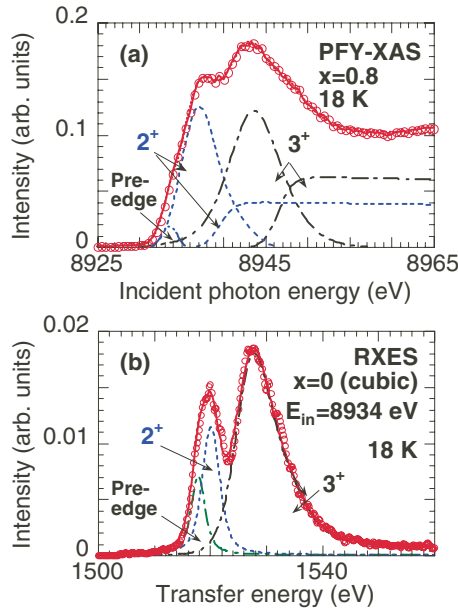 0.2
(a)
PFY-XAS
x=0.8
18 K
Intensity (arb. units)
0.1
2+
3+
Pre-
edge
0
8925
8945
8965
Incident photon energy (eV)
0.02
(b)
RXES
x=0 (cubic)
Ein=8934 eV
18 K
Intensity (arb. units)
2+
0.01
Pre-
edge
3+
0
1500
1540
Transfer energy (eV)